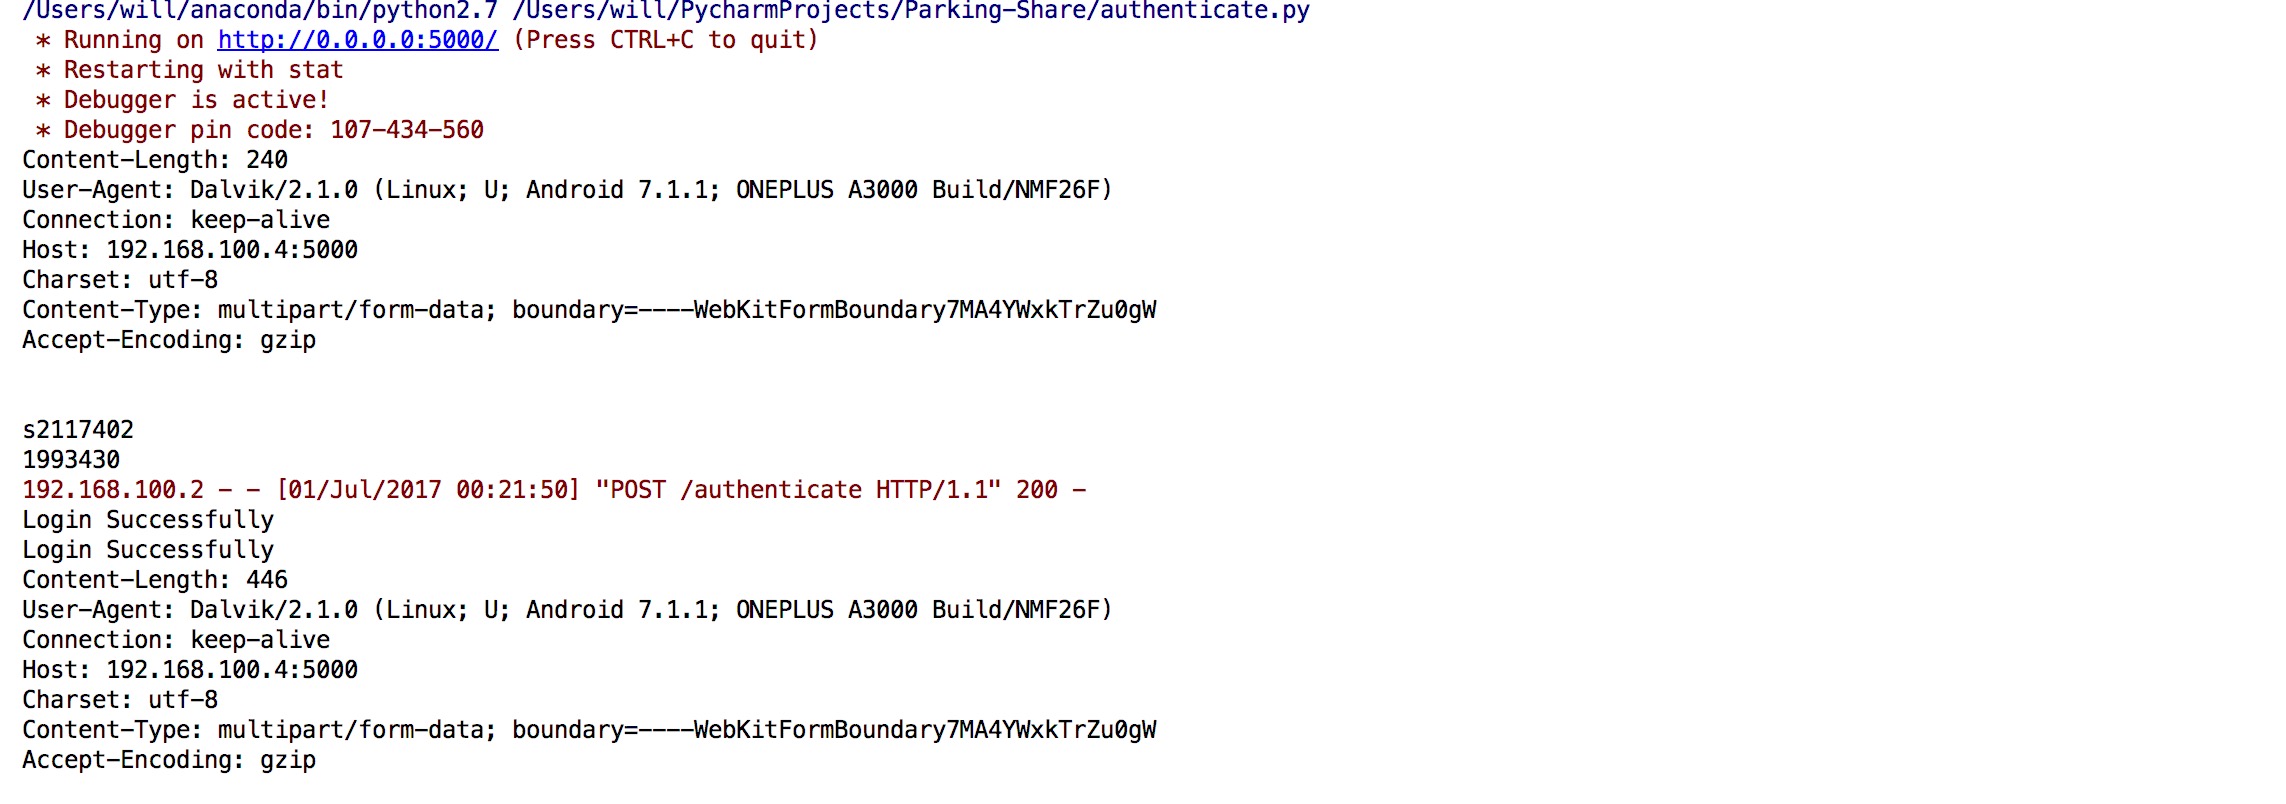 /Users/will/anaconda/bin/python2.7 /Users/will/PycharmProjects/Parking-Share/authenticate.py
 * Running on http://0.0.0.0:5000/ (Press CTRL+C to quit)
 * Restarting with stat
 * Debugger is active!
 * Debugger pin code: 107-434-560
Content-Length: 240
User-Agent: Dalvik/2.1.0 (Linux; U; Android 7.1.1; ONEPLUS A3000 Build/NMF26F)
Connection: keep-alive
Host: 192.168.100.4:5000
Charset: utf-8
Content-Type: multipart/form-data; boundary=----WebKitFormBoundary7MA4YWxkTrZu0gW
Accept-Encoding: gzip
s2117402
1993430
192.168.100.2 - - [01/Jul/2017 00:21:50] "POST /authenticate HTTP/1.1" 200 -
Login Successfully
Login Successfully
Content-Length: 446
User-Agent: Dalvik/2.1.0 (Linux; U; Android 7.1.1; ONEPLUS A3000 Build/NMF26F)
Connection: keep-alive
Host: 192.168.100.4:5000
Charset: utf-8
Content-Type: multipart/form-data; boundary=----WebKitFormBoundary7MA4YWxkTrZu0gW
Accept-Encoding: gzip